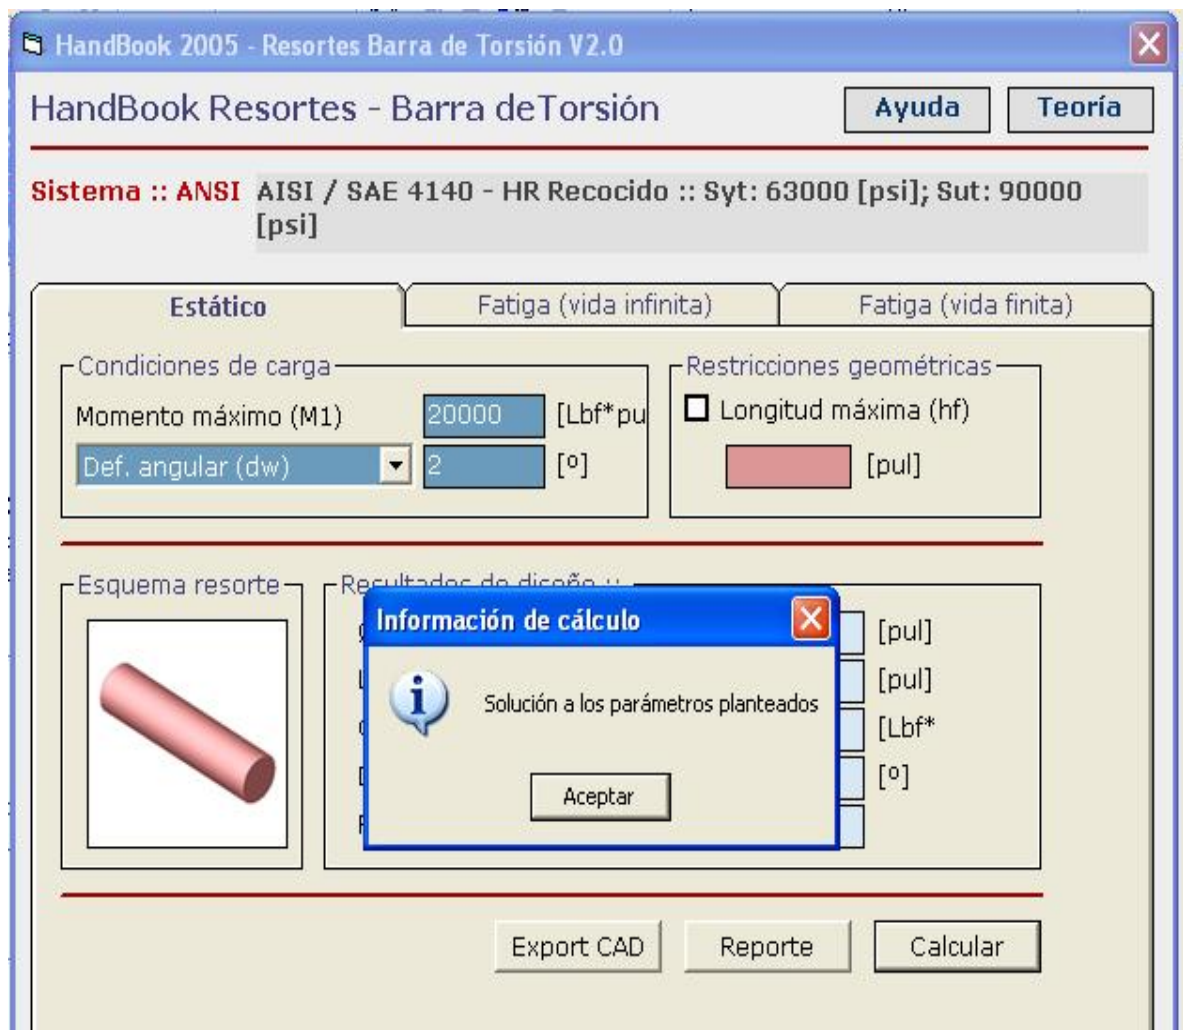 HandBook 2005 - Resortes Barra de Torsión V2.0
HandBook Resortes - Barra deTorsión
Ayuda
Teoría
Sistema :: ANSI
AISI / SAE 4140 - HR Recocido :: Syt: 63000 [psi]; Sut: 90000
[psi]
Estático
Fatiga (vida infinita)
Fatiga (vida finita)
Condiciones de carga
Momento máximo (M1)
20000
[Lbf*pu
Def. angular (dw)
2
[º]
Restricciones geométricas
Longitud máxima (hf)
[pul]
Esquema resorte
Resultados de diseño ::
[pul]
[pul]
[Lbf*
[º]
Información de cálculo
Solución a los parámetros planteados
Aceptar
Export CAD
Reporte
Calcular